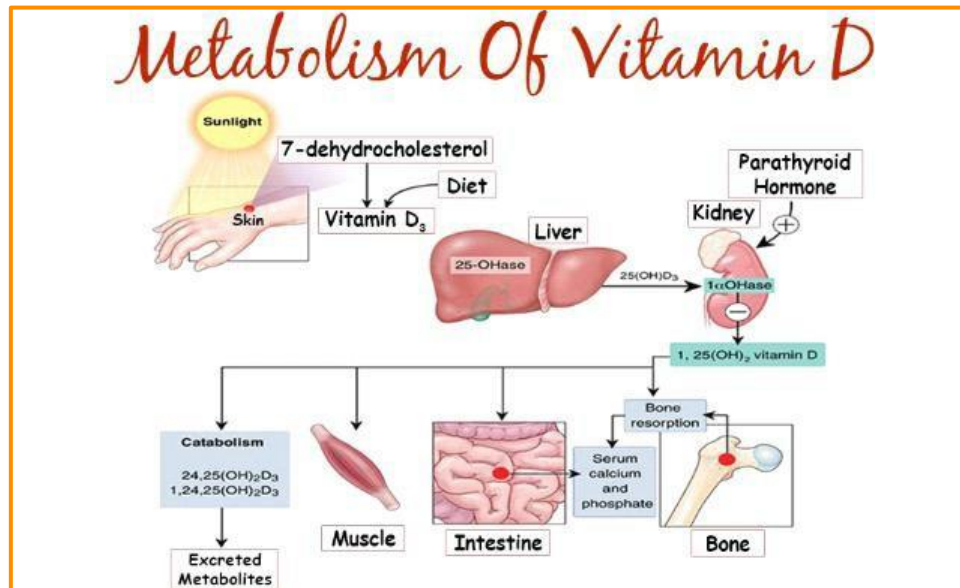 Metabolism Of Vitamin D
Sunlight
7-dehydrocholesterol
Diet
Skin
Vitamin D₃
Parathyroid
Hormone
Kidney
+
Liver
25-OHase
25(OH)D₃
1αOHase
−
1, 25(OH)₂ vitamin D
Catabolism
24,25(OH)₂D₃
1,24,25(OH)₂D₃
Excreted
Metabolites
Muscle
Intestine
Serum
calcium
and
phosphate
Bone
resorption
Bone